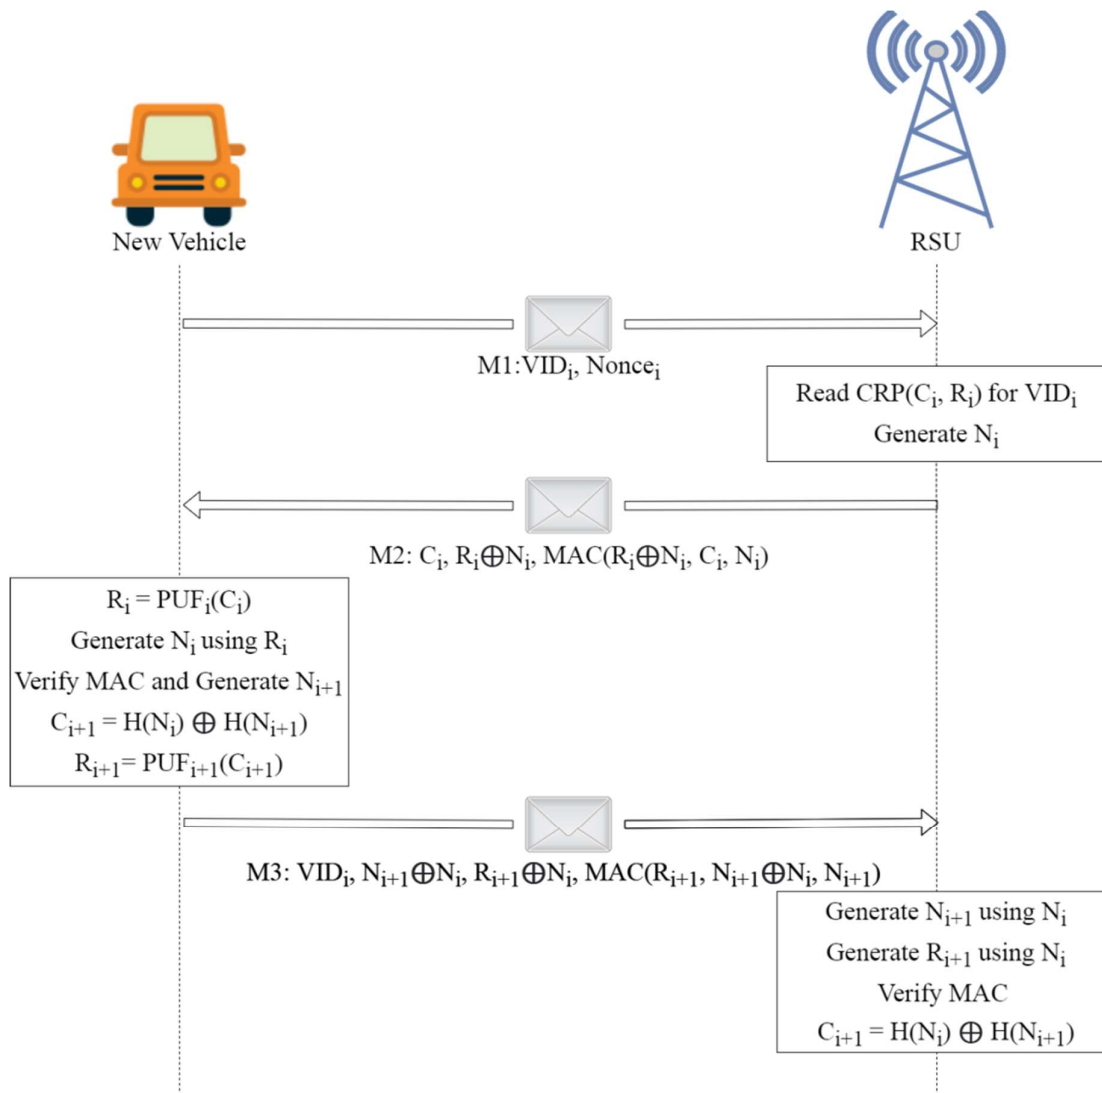 New Vehicle
RSU
M1:VIDᵢ, Nonceᵢ
Read CRP(Cᵢ, Rᵢ) for VIDᵢ
Generate Nᵢ
M2: Cᵢ, Rᵢ⊕Nᵢ, MAC(Rᵢ⊕Nᵢ, Cᵢ, Nᵢ)
Rᵢ = PUFᵢ(Cᵢ)
Generate Nᵢ using Rᵢ
Verify MAC and Generate Nᵢ₊₁
Cᵢ₊₁ = H(Nᵢ) ⊕ H(Nᵢ₊₁)
Rᵢ₊₁= PUFᵢ₊₁(Cᵢ₊₁)
M3: VIDᵢ, Nᵢ₊₁⊕Nᵢ, Rᵢ₊₁⊕Nᵢ, MAC(Rᵢ₊₁, Nᵢ₊₁⊕Nᵢ, Nᵢ₊₁)
Generate Nᵢ₊₁ using Nᵢ
Generate Rᵢ₊₁ using Nᵢ
Verify MAC
Cᵢ₊₁ = H(Nᵢ) ⊕ H(Nᵢ₊₁)